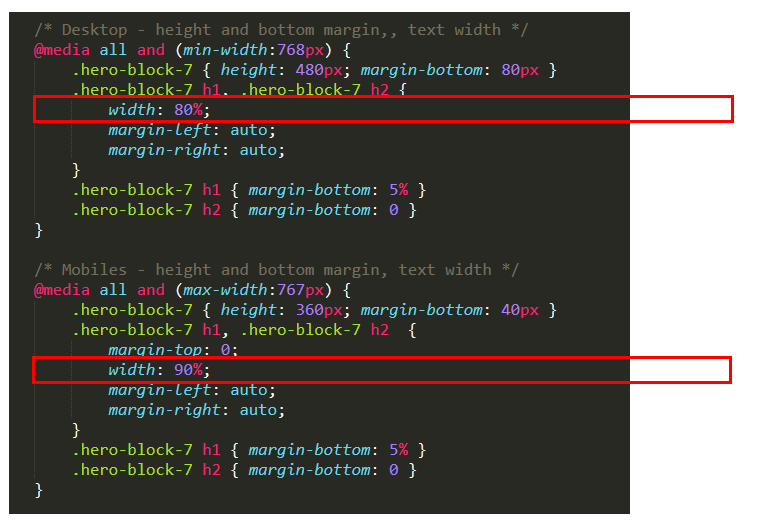 /* Desktop - height and bottom margin,, text width */
@media all and (min-width:768px) {
.hero-block-7 { height: 480px; margin-bottom: 80px }
.hero-block-7 h1, .hero-block-7 h2 {
width: 80%;
margin-left: auto;
margin-right: auto;
}
.hero-block-7 h1 { margin-bottom: 5% }
.hero-block-7 h2 { margin-bottom: 0 }
}
/* Mobiles - height and bottom margin, text width */
@media all and (max-width:767px) {
.hero-block-7 { height: 360px; margin-bottom: 40px }
.hero-block-7 h1, .hero-block-7 h2  {
margin-top: 0;
width: 90%;
margin-left: auto;
margin-right: auto;
}
.hero-block-7 h1 { margin-bottom: 5% }
.hero-block-7 h2 { margin-bottom: 0 }
}